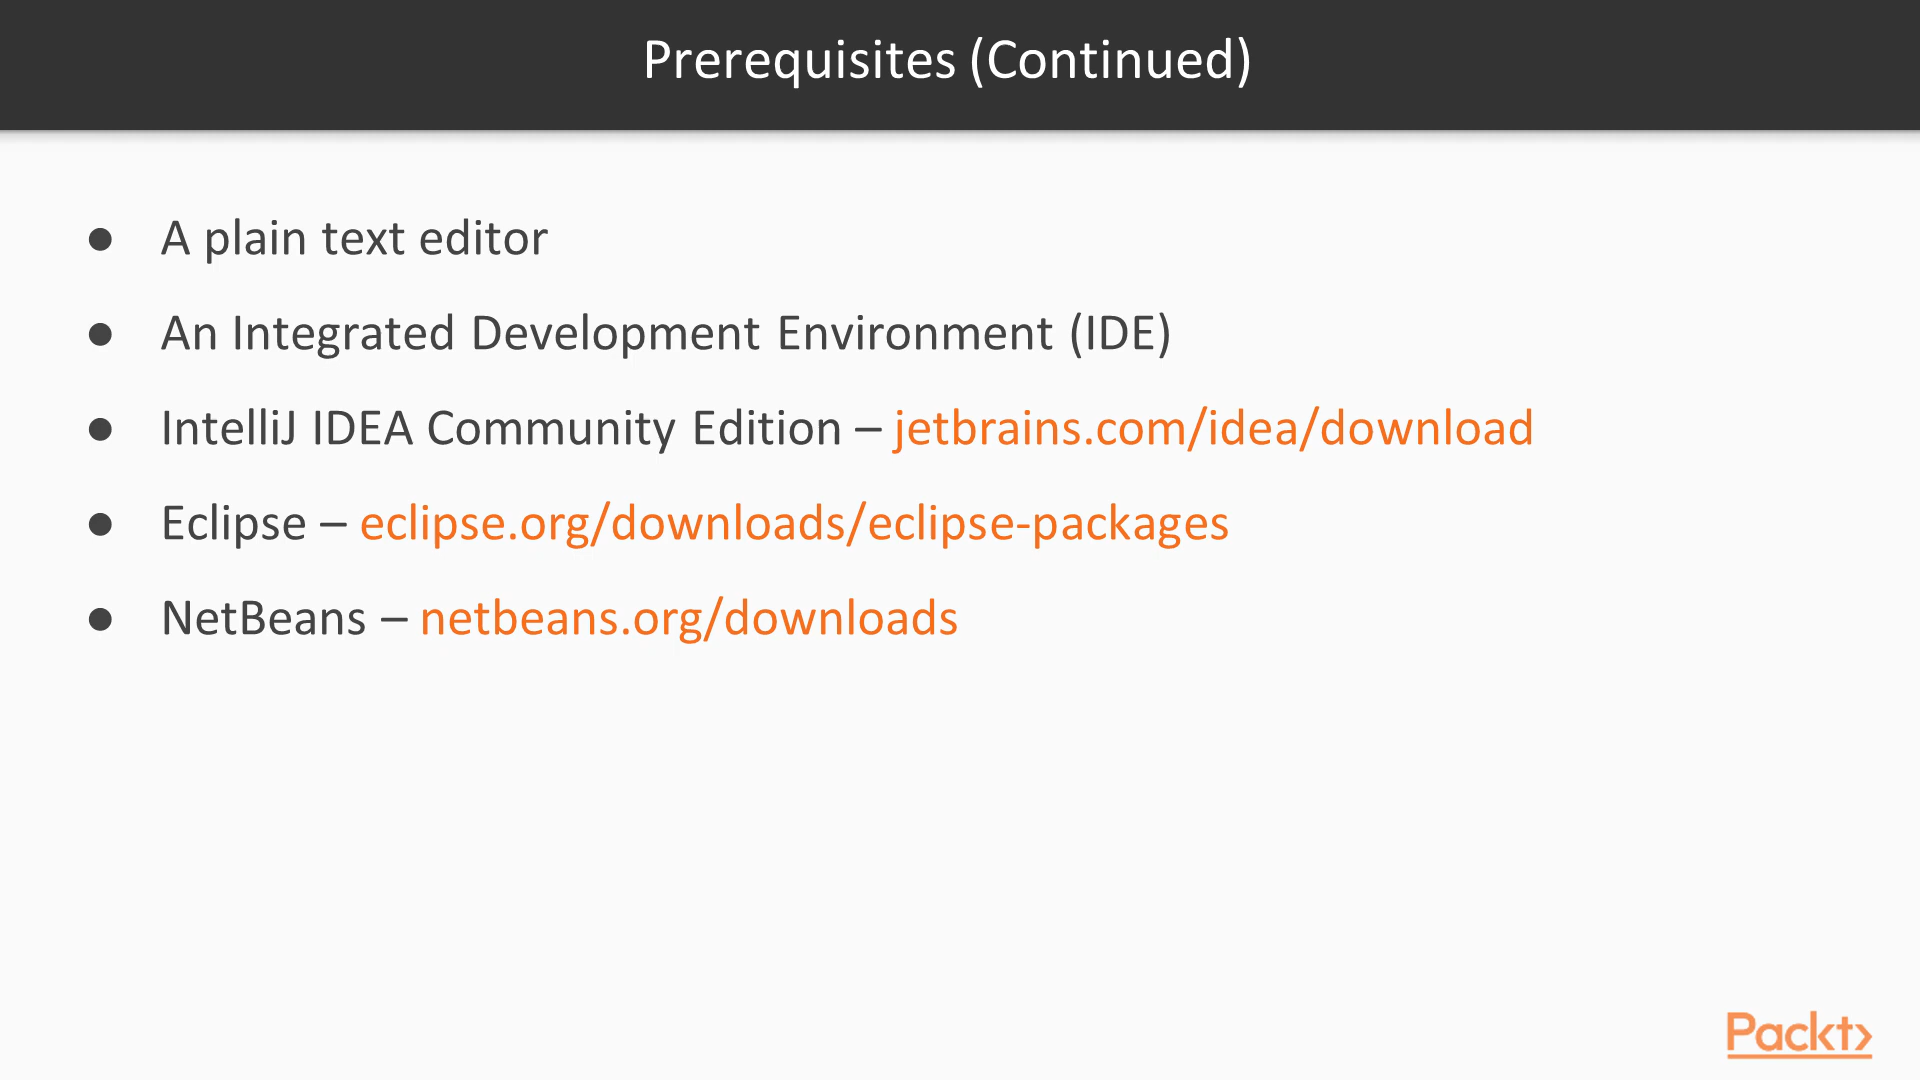 Prerequisites (Continued)
● A plain text editor
● An Integrated Development Environment (IDE)
● IntelliJ IDEA Community Edition – jetbrains.com/idea/download
● Eclipse – eclipse.org/downloads/eclipse-packages
● NetBeans – netbeans.org/downloads
Packt>